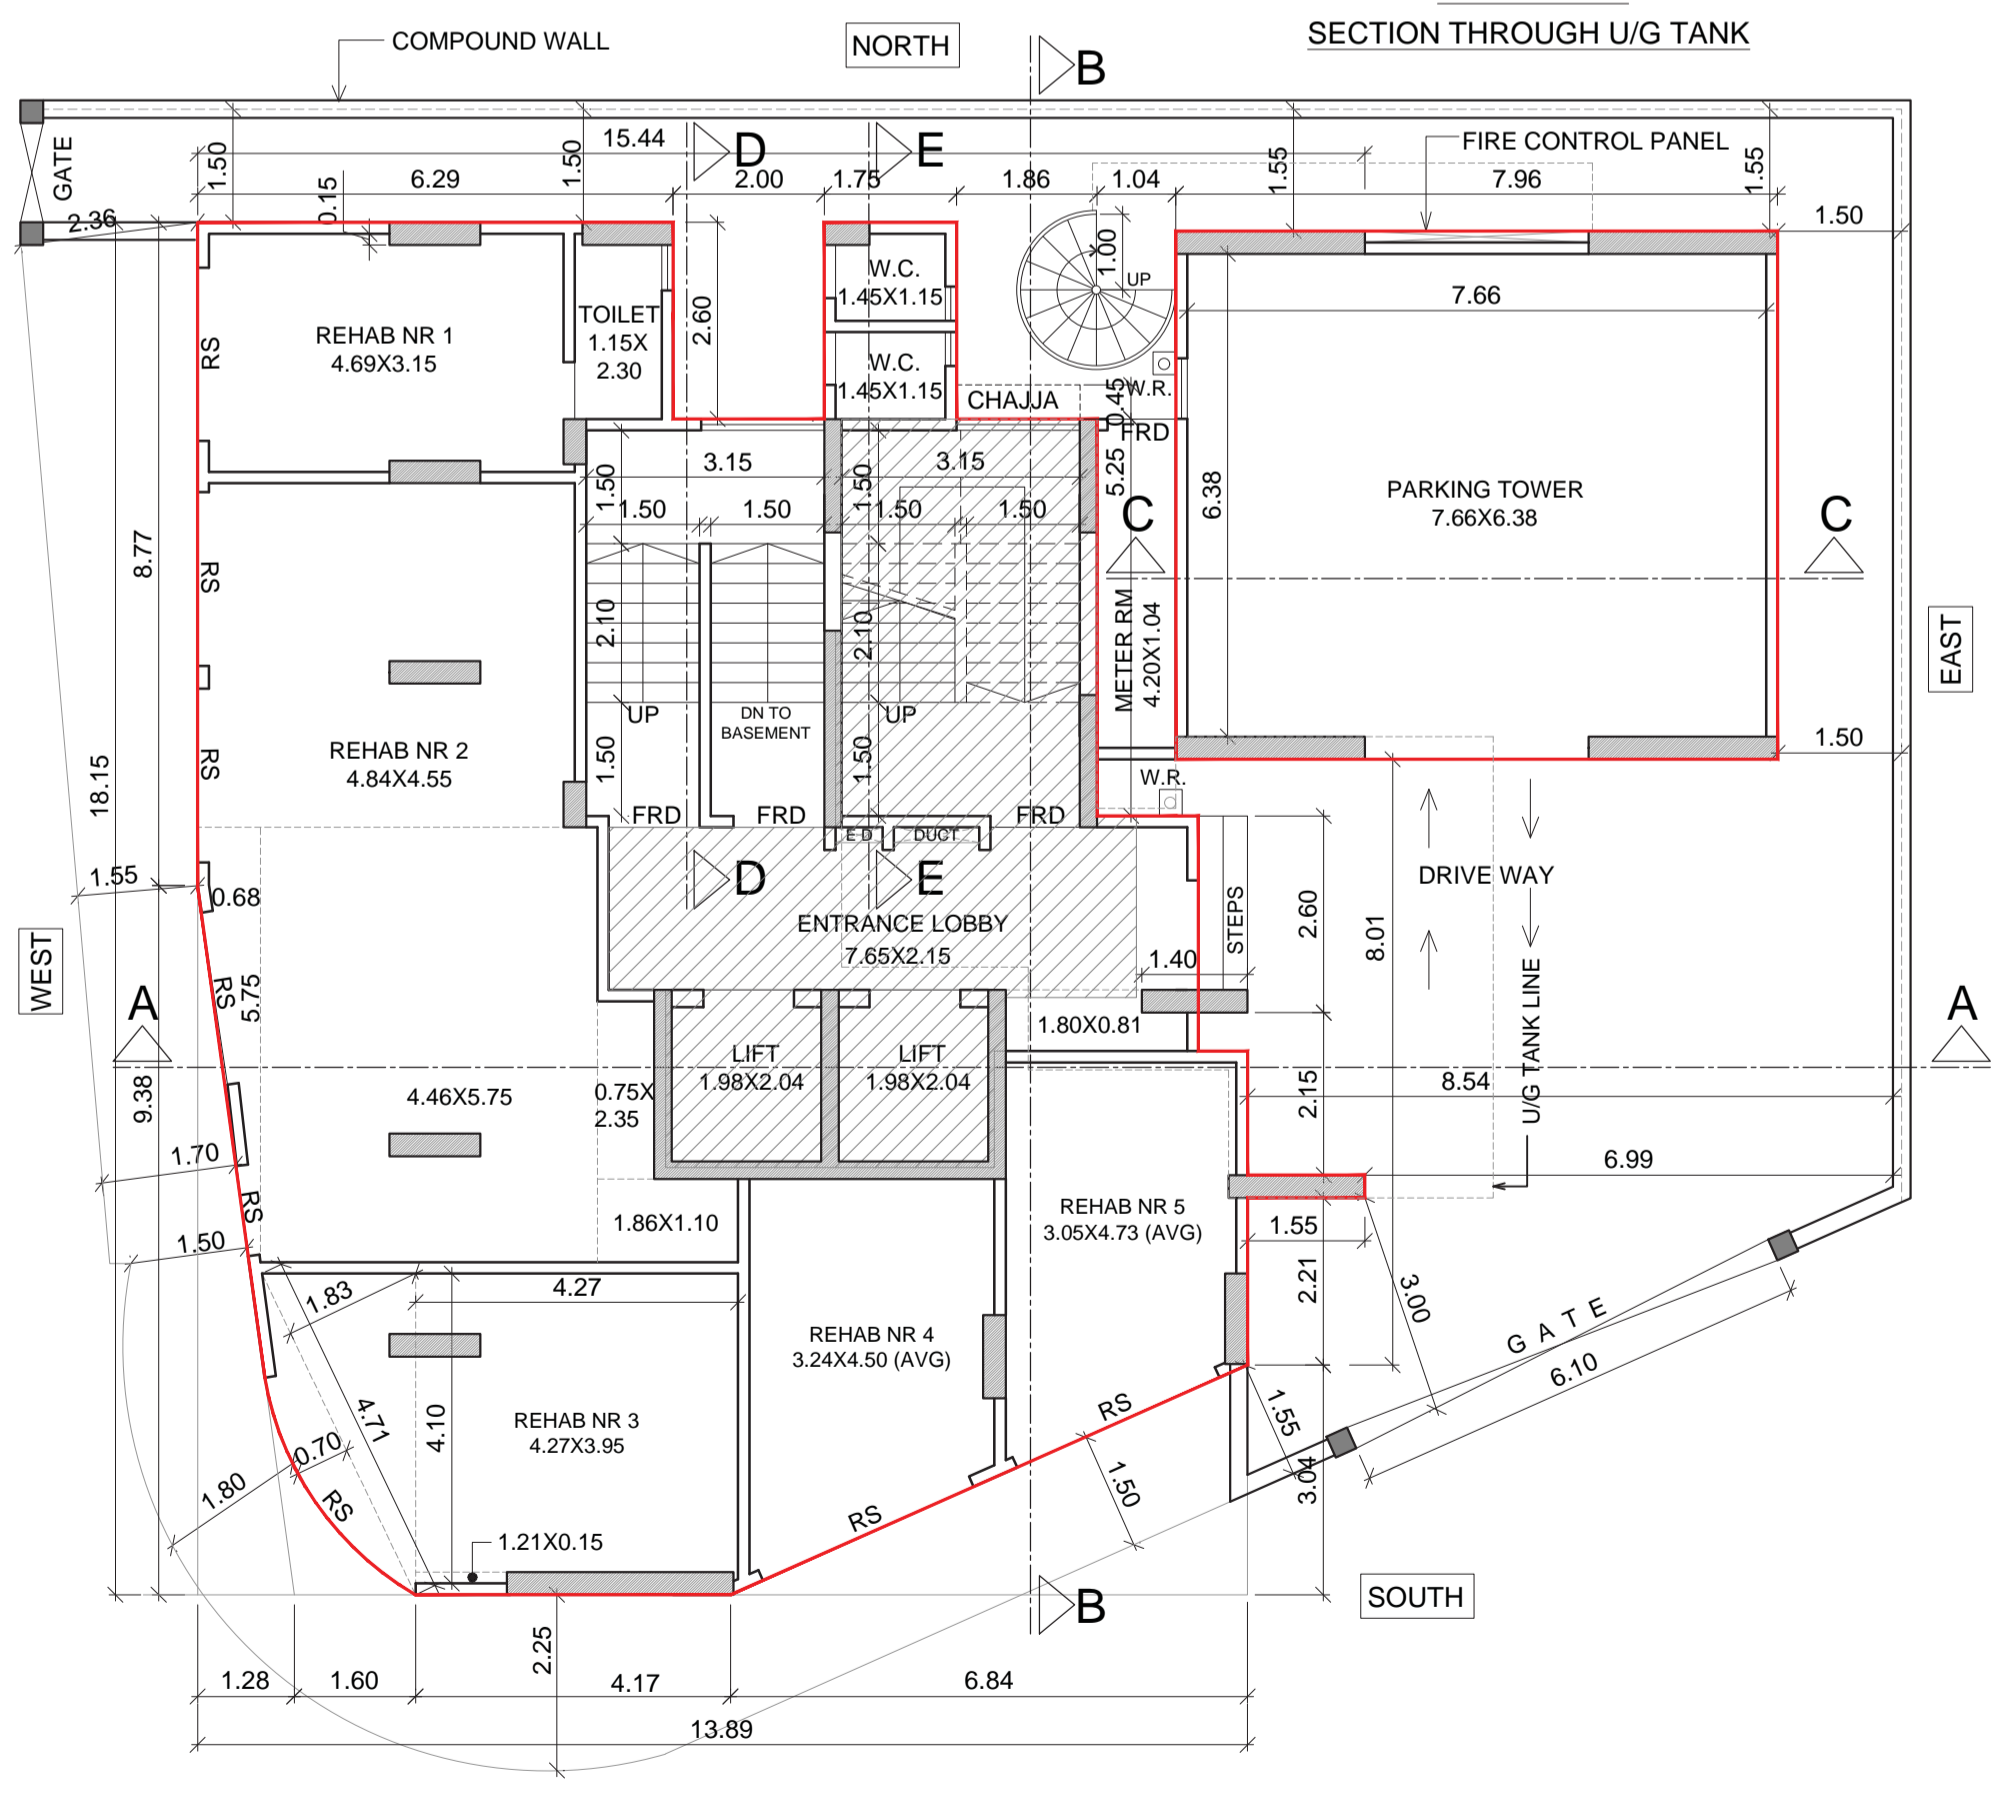 SECTION THROUGH U/G TANK
COMPOUND WALL
NORTH
B
GATE
1.50
15.44
1.50
D
E
FIRE CONTROL PANEL
1.55
1.55
6.29
2.00
1.75
1.86
1.04
7.96
2.36
0.15
1.50
W.C.
1.45X1.15
1.00
UP
7.66
RS
REHAB NR 1
4.69X3.15
TOILET
1.15X
2.30
2.60
W.C.
1.45X1.15
CHAJJA
0.45
W.R.
FRD
8.77
3.15
3.15
5.25
1.50
1.50
1.50
1.50
1.50
1.50
C
6.38
PARKING TOWER
7.66X6.38
C
RS
2.10
2.10
METER RM
4.20X1.04
EAST
18.15
RS
REHAB NR 2
4.84X4.55
UP
DN TO
BASEMENT
UP
1.50
1.50
1.50
W.R.
FRD
FRD
FRD
E D
DUCT
1.55
0.68
D
E
DRIVE WAY
WEST
ENTRANCE LOBBY
7.65X2.15
STEPS
2.60
8.01
1.40
A
RS
5.75
A
1.80X0.81
U/G TANK LINE
LIFT
1.98X2.04
LIFT
1.98X2.04
9.38
4.46X5.75
0.75X
2.35
2.15
8.54
1.70
6.99
RS
1.86X1.10
REHAB NR 5
3.05X4.73 (AVG)
1.55
1.50
2.21
3.00
1.83
4.27
GATE
REHAB NR 4
3.24X4.50 (AVG)
6.10
4.71
4.10
REHAB NR 3
4.27X3.95
RS
1.55
0.70
1.80
RS
RS
1.50
3.04
1.21X0.15
B
SOUTH
2.25
1.28
1.60
4.17
6.84
13.89